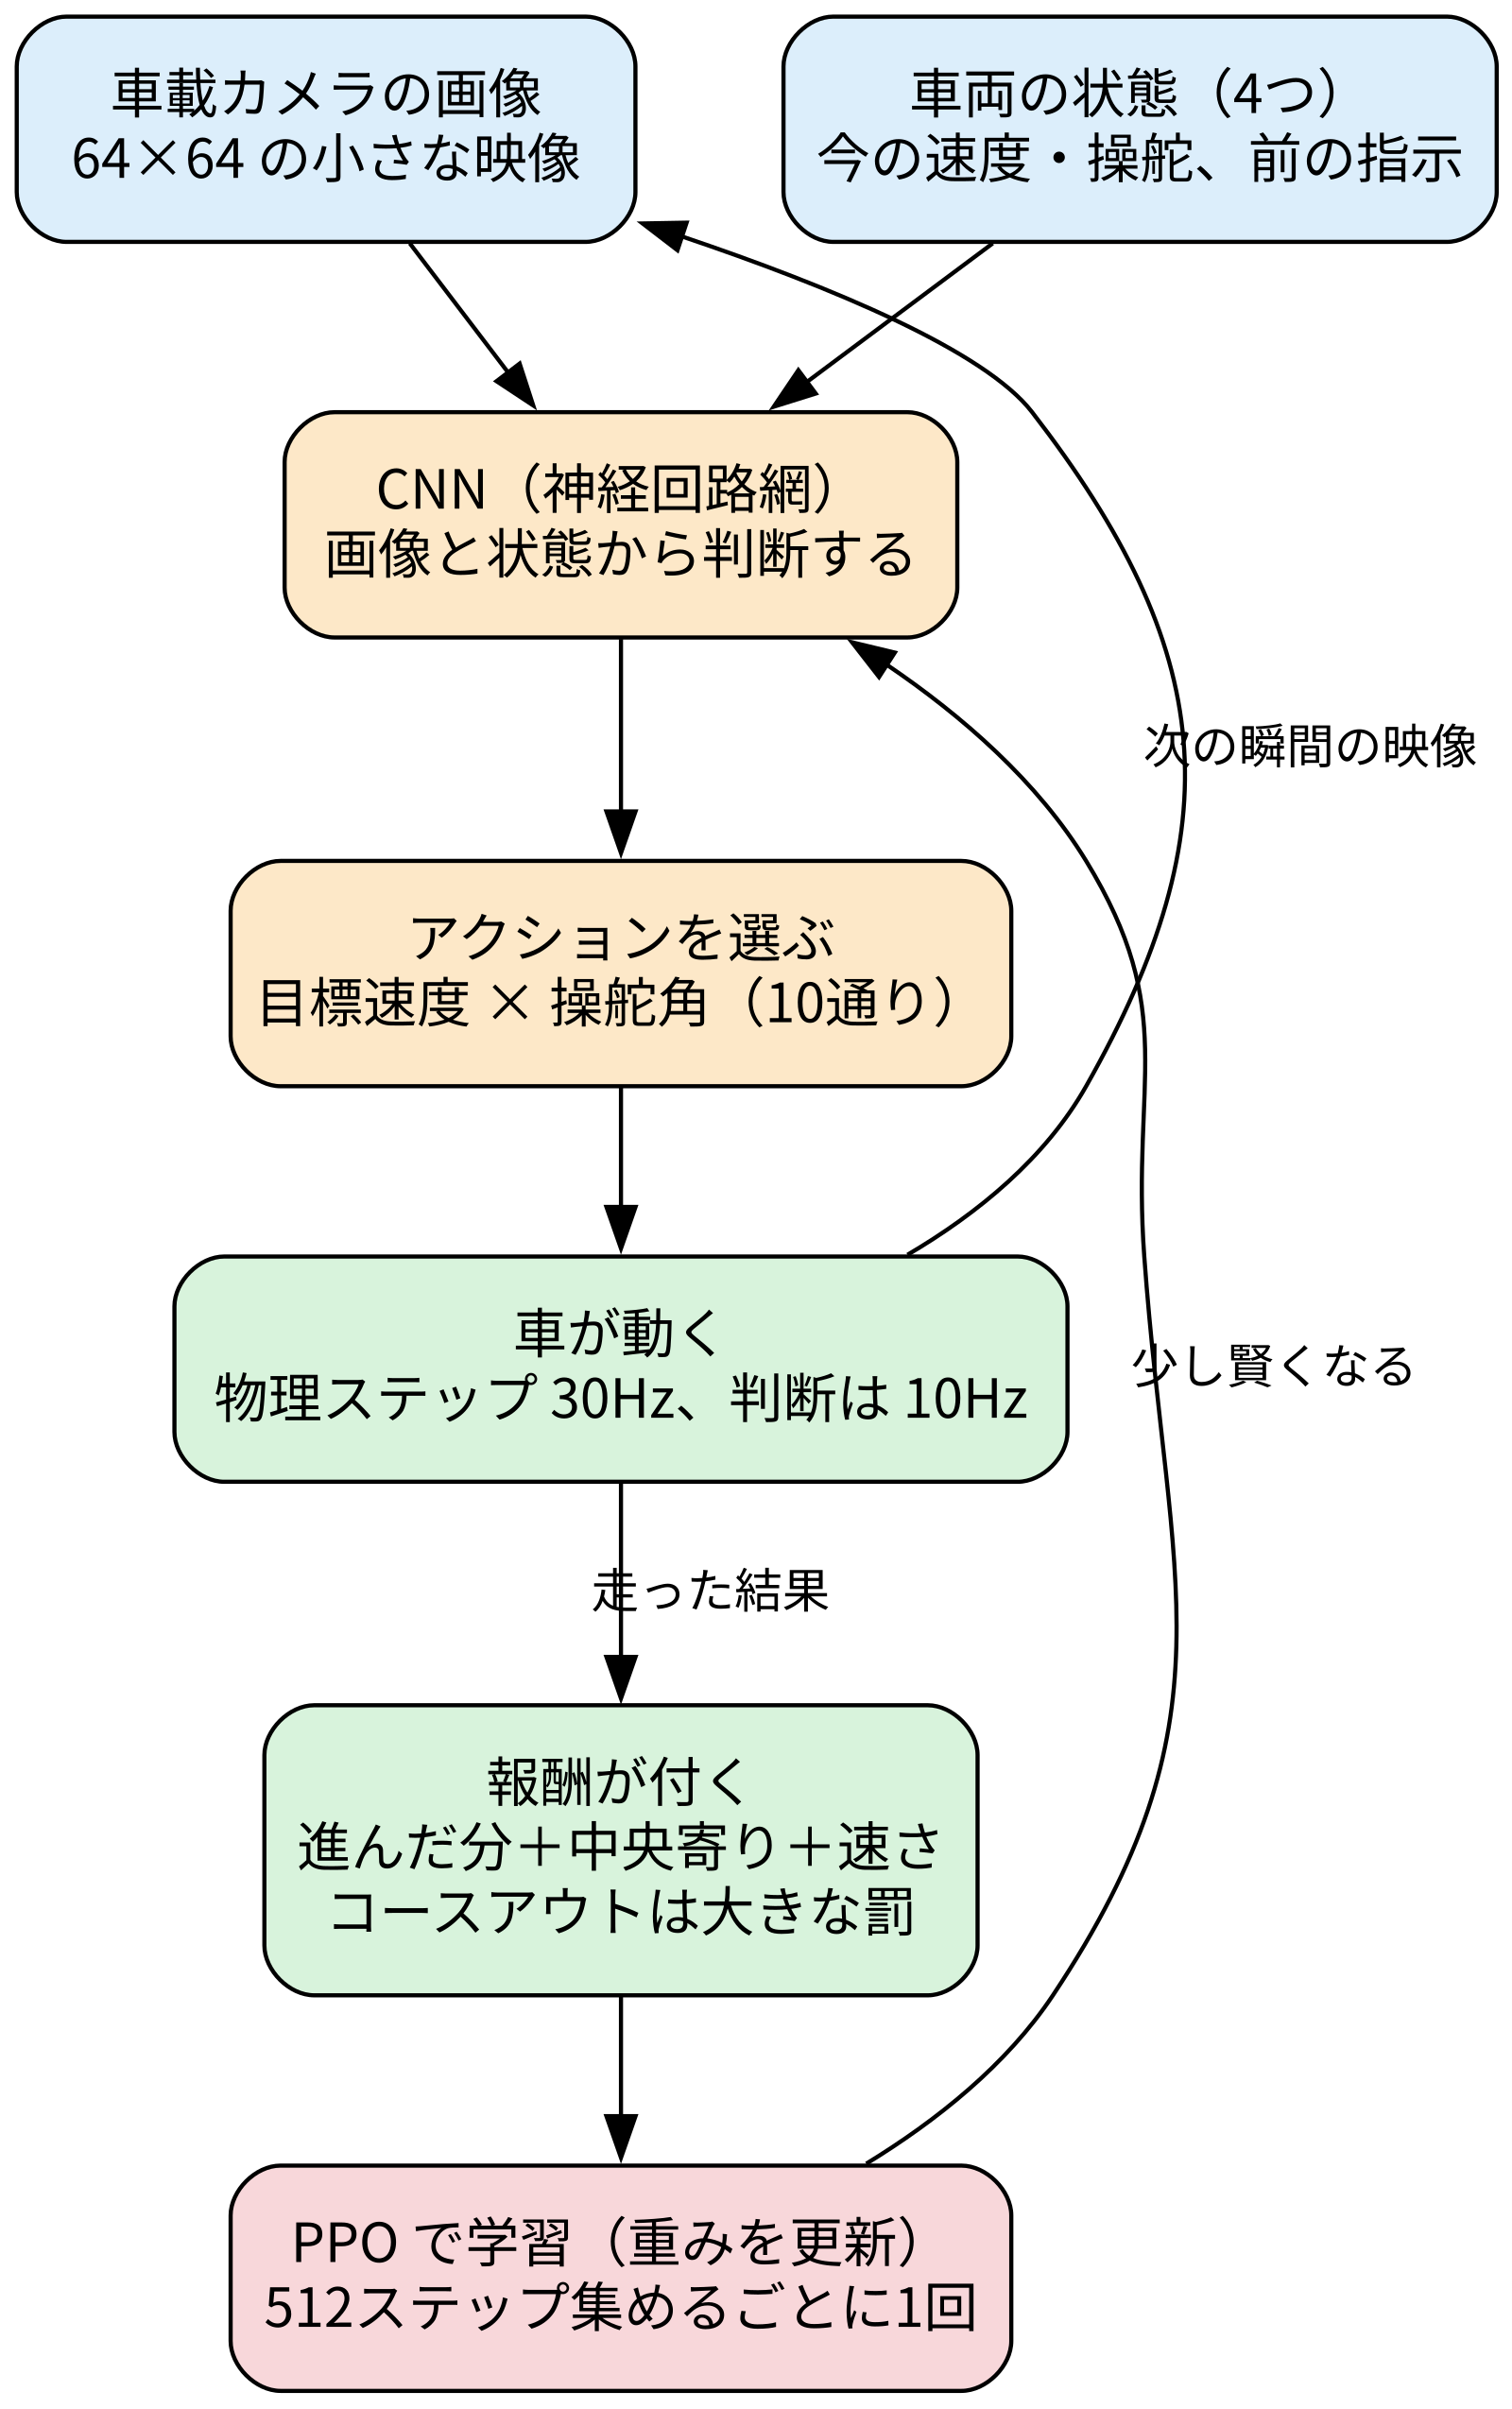 車載カメラの画像
64×64 の小さな映像
車両の状態（4つ）
今の速さ・操舵、前の指示
CNN（神経回路網）
画像と状態から判断する
次の瞬間の映像
アクションを選ぶ
目標速度 × 操舵角（10通り）
車が動く
物理ステップ 30Hz、判断は 10Hz
少し賢くなる
走った結果
報酬が付く
進んだ分＋中央寄り＋速さ
コースアウトは大きな罰
PPO で学習（重みを更新）
512ステップ集めるごとに1回